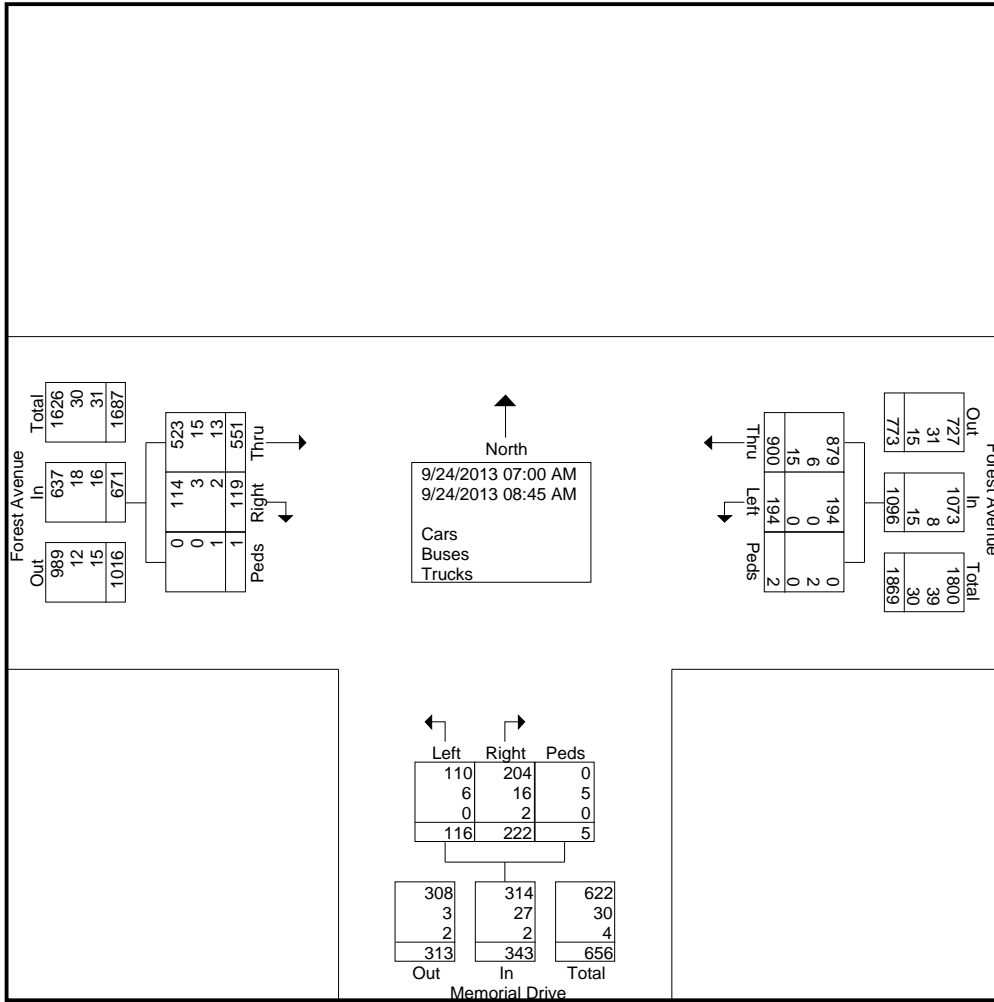 North
9/24/2013 07:00 AM
9/24/2013 08:45 AM
Cars
Buses
Trucks
Forest Avenue
Out In Total
989 637 1626
12 18 30
15 16 31
1016 671 1687
Thru Right Peds
523 114 0
15 3 0
13 2 1
551 119 1
Forest Avenue
Out In Total
727 1073 1800
31 8 39
15 15 30
773 1096 1869
Thru Left Peds
879 194 0
6 0 2
15 0 0
900 194 2
Left Right Peds
110 204 0
6 16 5
0 2 0
116 222 5
308 314 622
3 27 30
2 2 4
313 343 656
Out In Total
Memorial Drive